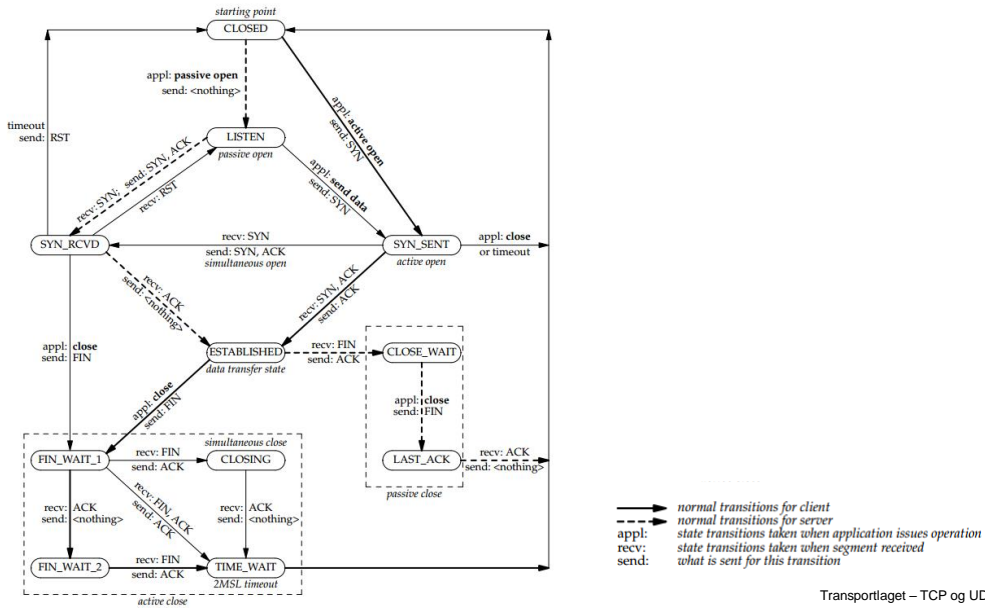 starting point
CLOSED
appl: passive open
send: <nothing>
appl: active open
send: SYN
timeout
send: RST
LISTEN
passive open
recv: SYN; send: SYN, ACK
recv: RST
appl: send data
send: SYN
SYN_RCVD
recv: SYN
send: SYN, ACK
simultaneous open
SYN_SENT
active open
appl: close
or timeout
recv: ACK
send: <nothing>
recv: SYN, ACK
send: ACK
appl: close
send: FIN
ESTABLISHED
data transfer state
recv: FIN
send: ACK
CLOSE_WAIT
appl: close
send: FIN
appl: close
send: FIN
simultaneous close
FIN_WAIT_1
recv: FIN
send: ACK
CLOSING
LAST_ACK
recv: ACK
send: <nothing>
passive close
recv: ACK
send: <nothing>
recv: FIN, ACK
send: ACK
recv: ACK
send: <nothing>
FIN_WAIT_2
recv: FIN
send: ACK
TIME_WAIT
2MSL timeout
active close
normal transitions for client
normal transitions for server
appl: state transitions taken when application issues operation
recv: state transitions taken when segment received
send: what is sent for this transition
Transportlaget – TCP og UD